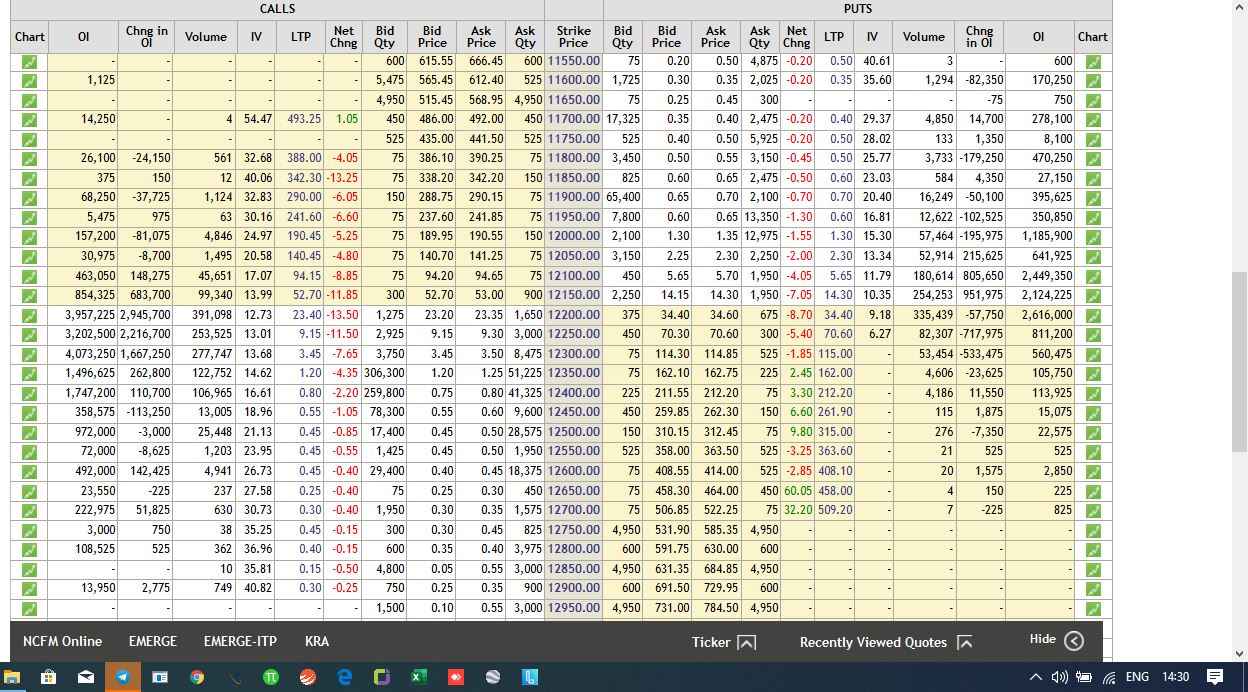 CALLS PUTS
Chart OI Chng in OI Volume IV LTP Net Chng Bid Qty Bid Price Ask Price Ask Qty Strike Price Bid Qty Bid Price Ask Price Ask Qty Net Chng LTP IV Volume Chng in OI OI Chart
- - - - - - 600 615.55 666.45 600 11550.00 75 0.20 0.50 4,875 -0.20 0.50 40.61 3 - 600
1,125 - - - - - 5,475 565.45 612.40 525 11600.00 1,725 0.30 0.35 2,025 -0.20 0.35 35.60 1,294 -82,350 170,250
- - - - - - 4,950 515.45 568.95 4,950 11650.00 75 0.25 0.45 300 - - - - -75 750
14,250 - 4 54.47 493.25 1.05 450 486.00 492.00 450 11700.00 17,325 0.35 0.40 2,475 -0.20 0.40 29.37 4,850 14,700 278,100
- - - - - - 525 435.00 441.50 525 11750.00 525 0.40 0.50 5,925 -0.20 0.50 28.02 133 1,350 8,100
26,100 -24,150 561 32.68 388.00 -4.05 75 386.10 390.25 75 11800.00 3,450 0.50 0.55 3,150 -0.45 0.50 25.77 3,733 -179,250 470,250
375 150 12 40.06 342.30 -13.25 75 338.20 342.20 150 11850.00 825 0.60 0.65 2,475 -0.50 0.60 23.03 584 4,350 27,150
68,250 -37,725 1,124 32.83 290.00 -6.05 150 288.75 290.15 75 11900.00 65,400 0.65 0.70 2,100 -0.70 0.70 20.40 16,249 -50,100 395,625
5,475 975 63 30.16 241.60 -6.60 75 237.60 241.85 75 11950.00 7,800 0.60 0.65 13,350 -1.30 0.60 16.81 12,622 -102,525 350,850
157,200 -81,075 4,846 24.97 190.45 -5.25 75 189.95 190.55 150 12000.00 2,100 1.30 1.35 12,975 -1.55 1.30 15.30 57,464 -195,975 1,185,900
30,975 -8,700 1,495 20.58 140.45 -4.80 75 140.70 141.25 75 12050.00 3,150 2.25 2.30 2,250 -2.00 2.30 13.34 52,914 215,625 641,925
463,050 148,275 45,651 17.07 94.15 -8.85 75 94.20 94.65 75 12100.00 450 5.65 5.70 1,950 -4.05 5.65 11.79 180,614 805,650 2,449,350
854,325 683,700 99,340 13.99 52.70 -11.85 300 52.70 53.00 900 12150.00 2,250 14.15 14.30 1,950 -7.05 14.30 10.35 254,253 951,975 2,124,225
3,957,225 2,945,700 391,098 12.73 23.40 -13.50 1,275 23.20 23.35 1,650 12200.00 375 34.40 34.60 675 -8.70 34.40 9.18 335,439 -57,750 2,616,000
3,202,500 2,216,700 253,525 13.01 9.15 -11.50 2,925 9.15 9.30 3,000 12250.00 450 70.30 70.60 300 -5.40 70.60 6.27 82,307 -717,975 811,200
4,073,250 1,667,250 277,747 13.68 3.45 -7.65 3,750 3.45 3.50 8,475 12300.00 75 114.30 114.85 525 -1.85 115.00 - 53,454 -533,475 560,475
1,496,625 262,800 122,752 14.62 1.20 -4.35 306,300 1.20 1.25 51,225 12350.00 75 162.10 162.75 225 2.45 162.00 - 4,606 -23,625 105,750
1,747,200 110,700 106,965 16.61 0.80 -2.20 259,800 0.75 0.80 41,325 12400.00 225 211.55 212.20 75 3.30 212.20 - 4,186 11,550 113,925
358,575 -113,250 13,005 18.96 0.55 -1.05 78,300 0.55 0.60 9,600 12450.00 450 259.85 262.30 150 6.60 261.90 - 115 1,875 15,075
972,000 -3,000 25,448 21.13 0.45 -0.85 17,400 0.45 0.50 28,575 12500.00 150 310.15 312.45 75 9.80 315.00 - 276 -7,350 22,575
72,000 -8,625 1,203 23.95 0.45 -0.55 1,425 0.45 0.50 1,950 12550.00 525 358.00 363.50 525 -3.25 363.60 - 21 525 525
492,000 142,425 4,941 26.73 0.45 -0.40 29,400 0.40 0.45 18,375 12600.00 75 408.55 414.00 525 -2.85 408.10 - 20 1,575 2,850
23,550 -225 237 27.58 0.25 -0.40 75 0.25 0.30 450 12650.00 75 458.30 464.00 450 60.05 458.00 - 4 150 225
222,975 51,825 630 30.73 0.30 -0.40 1,950 0.30 0.35 1,575 12700.00 75 506.85 522.25 75 32.20 509.20 - 7 -225 825
3,000 750 38 35.25 0.45 -0.15 300 0.30 0.45 825 12750.00 4,950 531.90 585.35 4,950 - - - - - -
108,525 525 362 36.96 0.40 -0.15 600 0.35 0.40 3,975 12800.00 600 591.75 630.00 600 - - - - - -
- - 10 35.81 0.15 -0.50 4,800 0.05 0.55 3,000 12850.00 4,950 631.35 684.85 4,950 - - - - - -
13,950 2,775 749 40.82 0.30 -0.25 750 0.25 0.35 900 12900.00 600 691.50 729.95 600 - - - - - -
- - - - - - 1,500 0.10 0.55 3,000 12950.00 4,950 731.00 784.50 4,950 - - - - - -
NCFM Online EMERGE EMERGE-ITP KRA Ticker Recently Viewed Quotes Hide
ENG 14:30